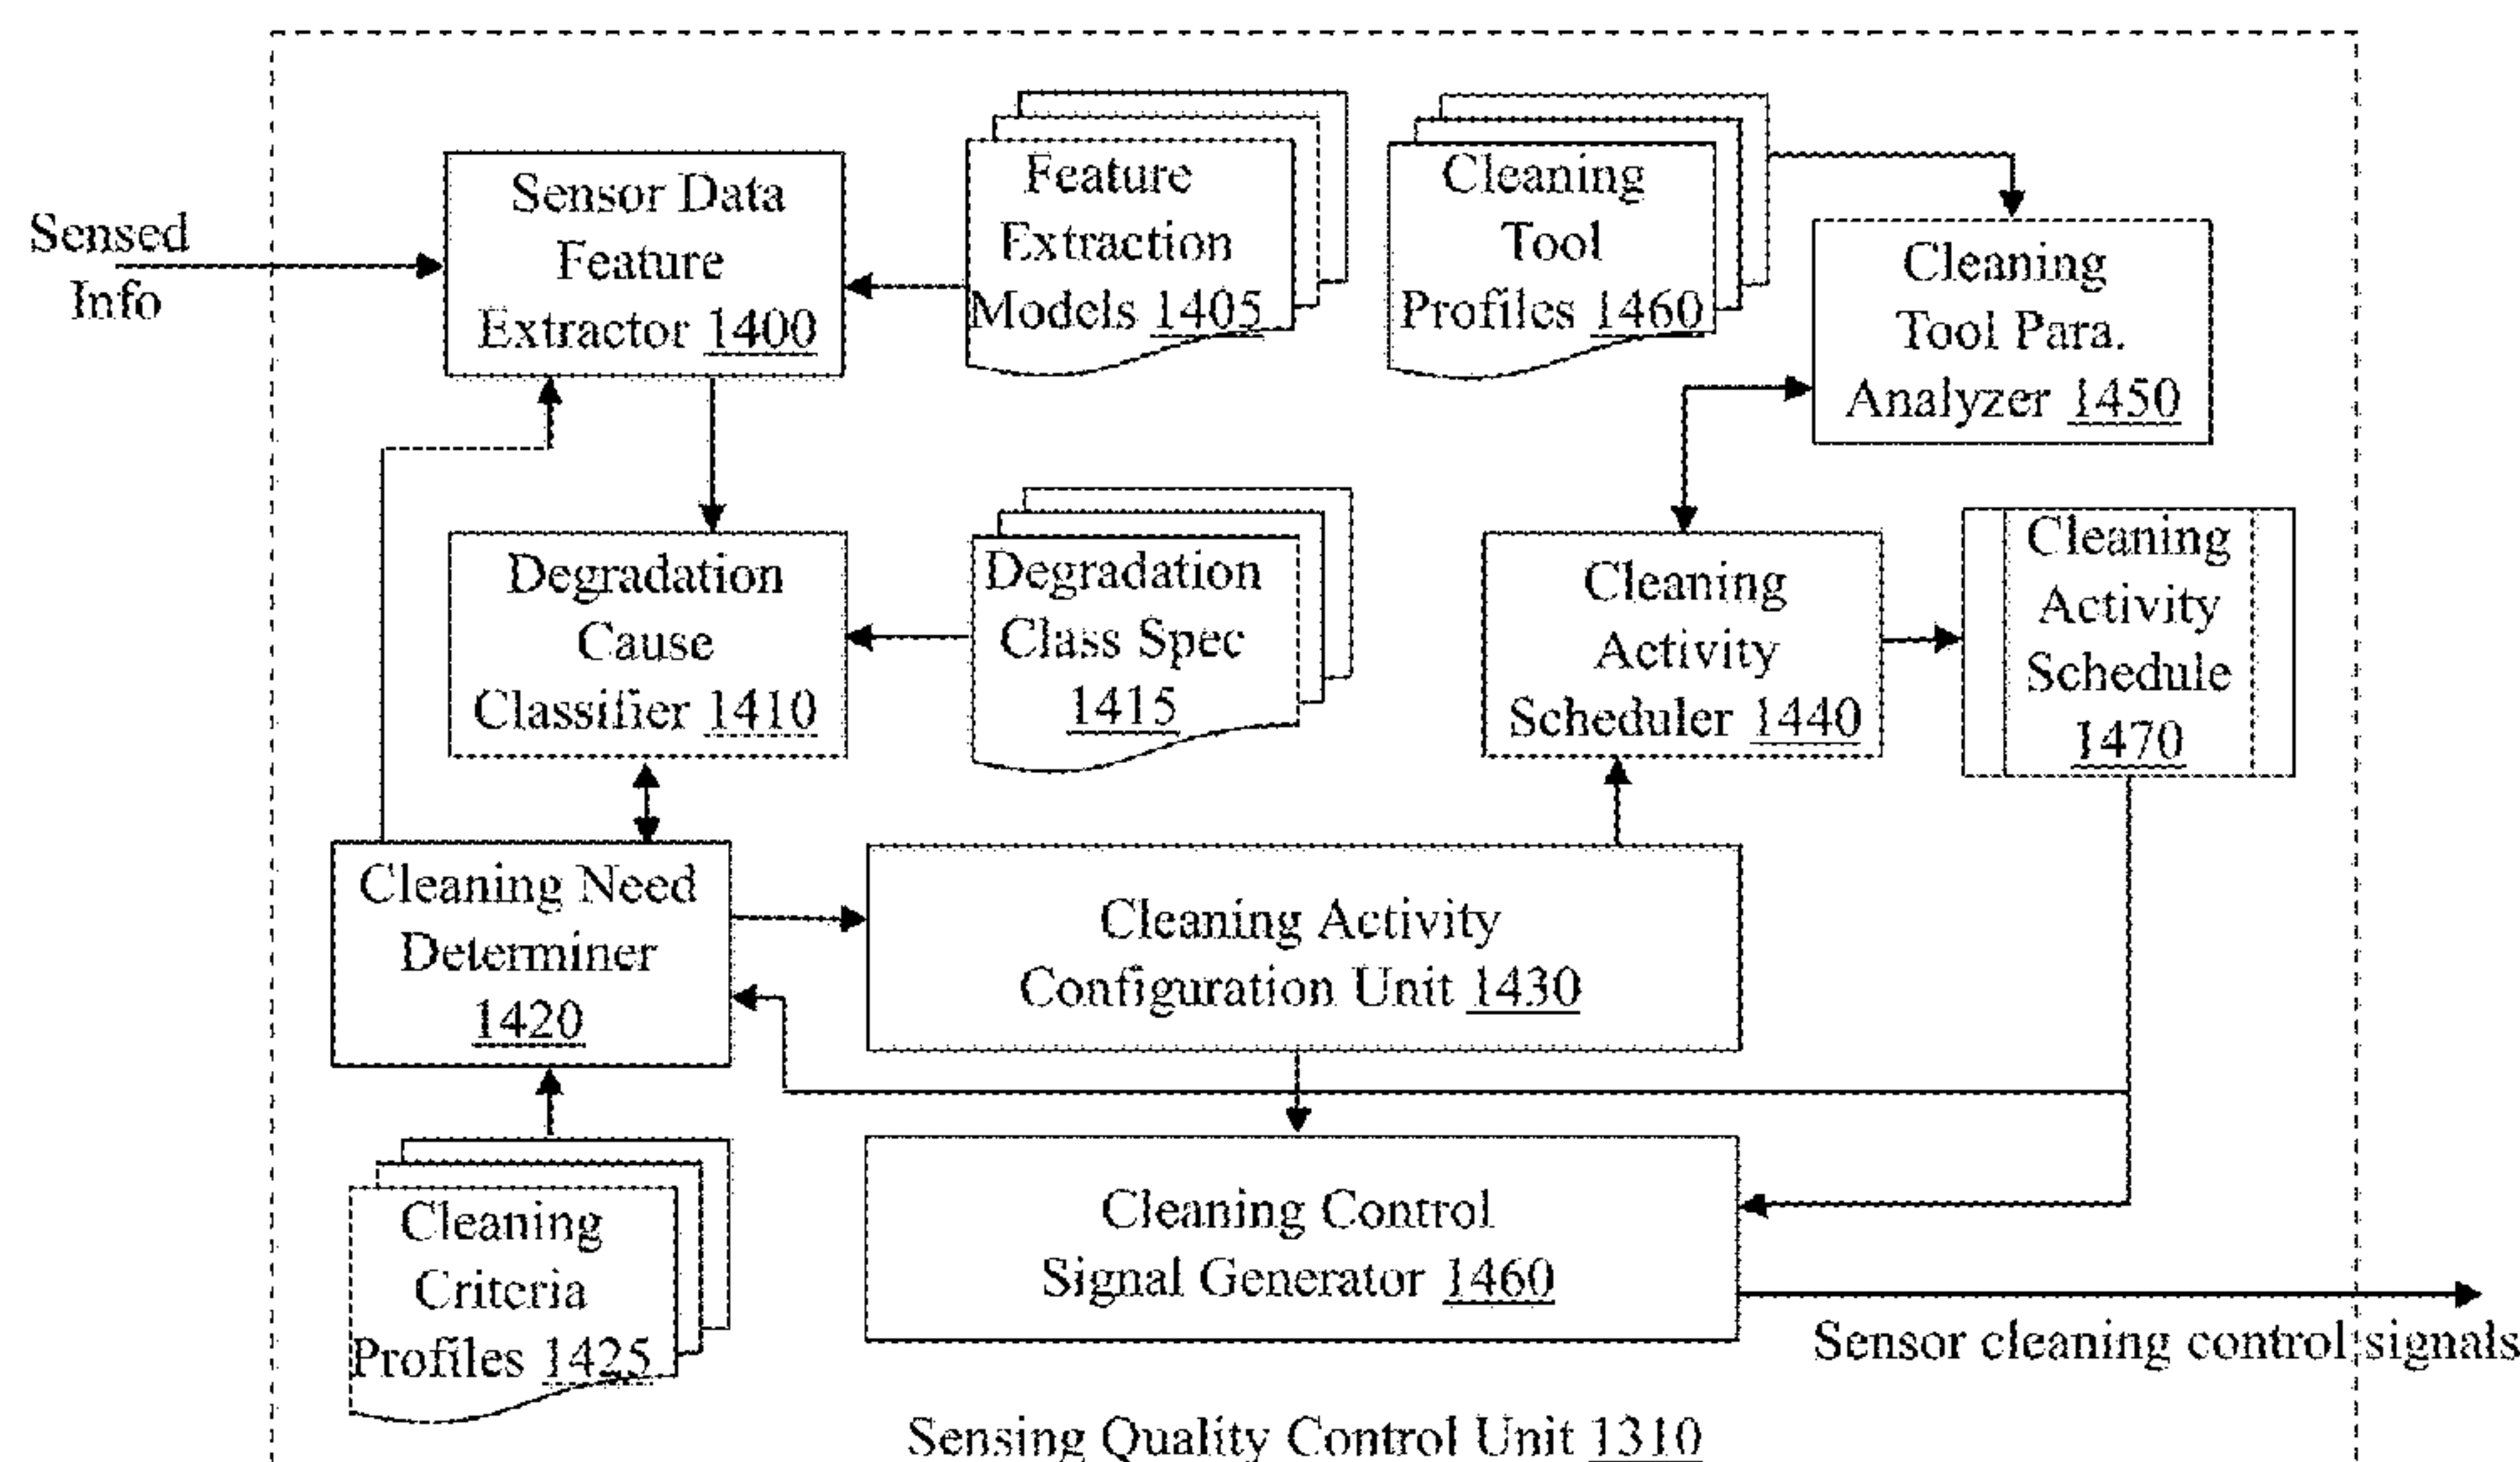 Sensed
Info
Sensor Data
Feature
Extractor 1400
Feature
Extraction
Models 1405
Cleaning
Tool
Profiles 1460
Cleaning
Tool Para.
Analyzer 1450
Degradation
Cause
Classifier 1410
Degradation
Class Spec
1415
Cleaning
Activity
Scheduler 1440
Cleaning
Activity
Schedule
1470
Cleaning Need
Determiner
1420
Cleaning Activity
Configuration Unit 1430
Cleaning
Criteria
Profiles 1425
Cleaning Control
Signal Generator 1460
Sensor cleaning control signals
Sensing Quality Control Unit 1310